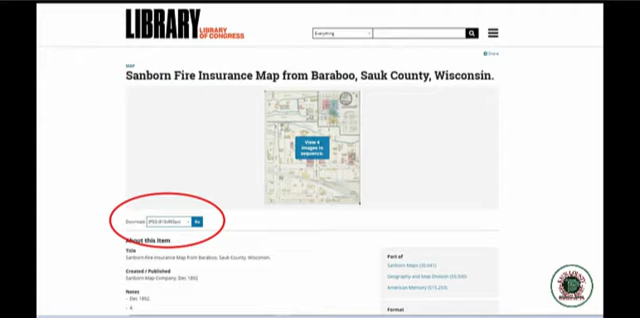 LIBRARY
LIBRARY
OF CONGRESS
Everything
Share
MAP
Sanborn Fire Insurance Map from Baraboo, Sauk County, Wisconsin.
View 4
images in
sequence.
Download:
Go
About this Item
Title
Sanborn Fire Insurance Map from Baraboo, Sauk County, Wisconsin.
Created / Published
Sanborn Map Company, Dec 1892
Notes
- Dec 1892.
- 4
Part of
Sanborn Maps
Geography and Map Division
American Memory
Format